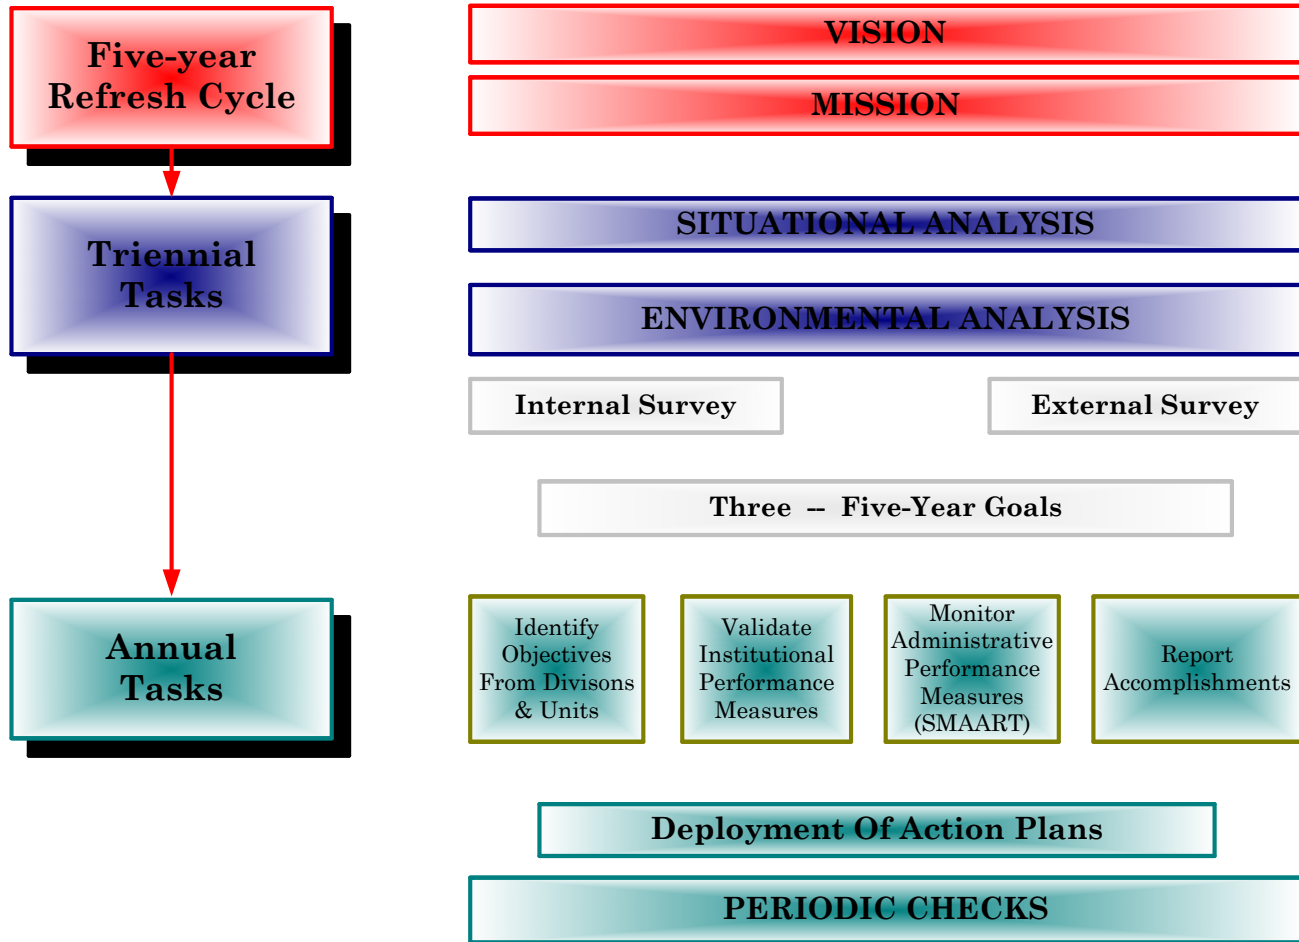 Five-year
Refresh Cycle
VISION
MISSION
Triennial
Tasks
SITUATIONAL ANALYSIS
ENVIRONMENTAL ANALYSIS
Internal Survey
External Survey
Three -- Five-Year Goals
Annual
Tasks
Identify
Objectives
From Divisons
& Units
Validate
Institutional
Performance
Measures
Monitor
Administrative
Performance
Measures
(SMAART)
Report
Accomplishments
Deployment Of Action Plans
PERIODIC CHECKS